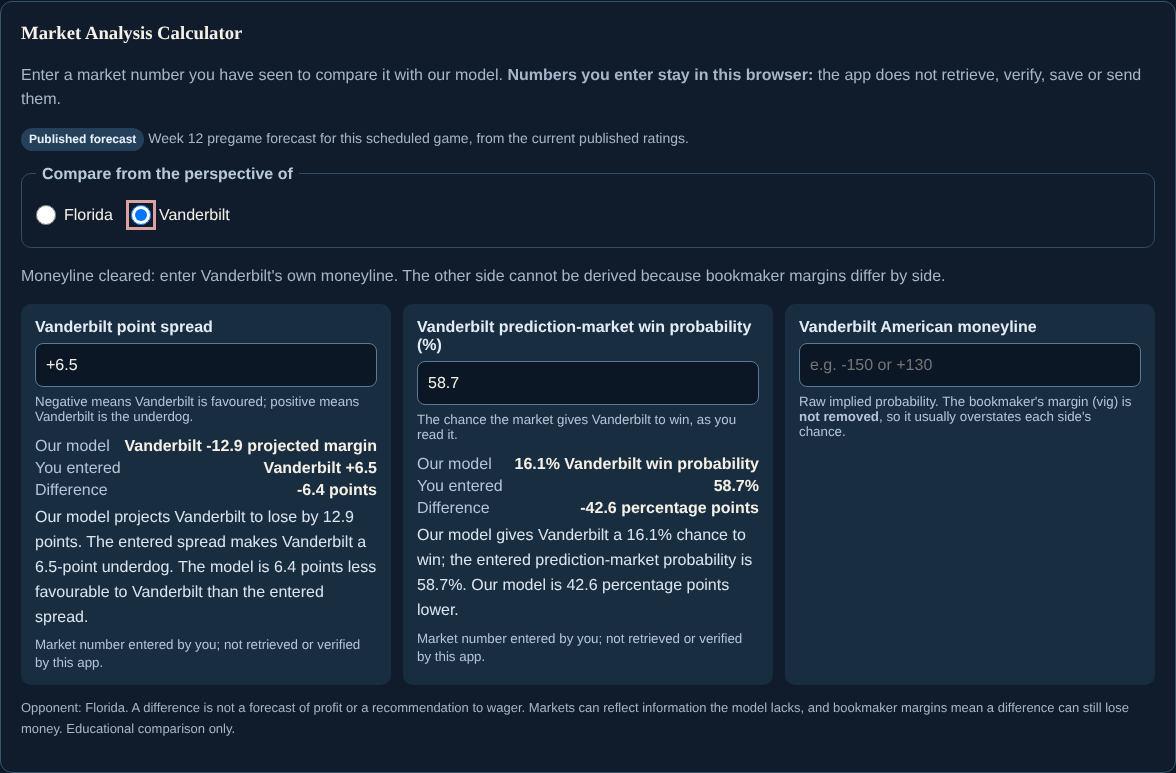 Market Analysis Calculator
Enter a market number you have seen to compare it with our model. Numbers you enter stay in this browser: the app does not retrieve, verify, save or send
them.
Published forecast Week 12 pregame forecast for this scheduled game, from the current published ratings.
Compare from the perspective of
Florida Vanderbilt
Moneyline cleared: enter Vanderbilt's own moneyline. The other side cannot be derived because bookmaker margins differ by side.
Vanderbilt point spread
+6.5
Negative means Vanderbilt is favoured; positive means
Vanderbilt is the underdog.
Our model Vanderbilt -12.9 projected margin
You entered Vanderbilt +6.5
Difference -6.4 points
Our model projects Vanderbilt to lose by 12.9
points. The entered spread makes Vanderbilt a
6.5-point underdog. The model is 6.4 points less
favourable to Vanderbilt than the entered
spread.
Market number entered by you; not retrieved or verified
by this app.
Vanderbilt prediction-market win probability
(%)
58.7
The chance the market gives Vanderbilt to win, as you
read it.
Our model 16.1% Vanderbilt win probability
You entered 58.7%
Difference -42.6 percentage points
Our model gives Vanderbilt a 16.1% chance to
win; the entered prediction-market probability is
58.7%. Our model is 42.6 percentage points
lower.
Market number entered by you; not retrieved or verified
by this app.
Vanderbilt American moneyline
e.g. -150 or +130
Raw implied probability. The bookmaker's margin (vig) is
not removed, so it usually overstates each side's
chance.
Opponent: Florida. A difference is not a forecast of profit or a recommendation to wager. Markets can reflect information the model lacks, and bookmaker margins mean a difference can still lose
money. Educational comparison only.